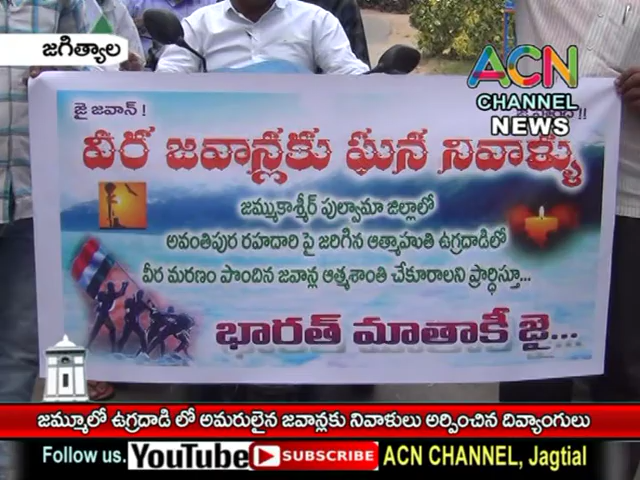 జగిత్యాల
ACN
CHANNEL
NEWS
జై జవాన్ !
వీర జవాన్లకు ఘన నివాళ్ళు
జమ్ముకాశ్మీర్ పుల్వామా జిల్లాలో
అవంతిపుర రహదారి పై జరిగిన ఆత్మాహుతి ఉగ్రదాడిలో
వీర మరణం పొందిన జవాన్ల ఆత్మశాంతి చేకూరాలని ప్రార్ధిస్తూ...
భారత్ మాతాకీ జై...
జమ్మూలో ఉగ్రదాడి లో అమరులైన జవాన్లకు నివాళులు అర్పించిన దివ్యాంగులు
Follow us. YouTube SUBSCRIBE ACN CHANNEL, Jagtial